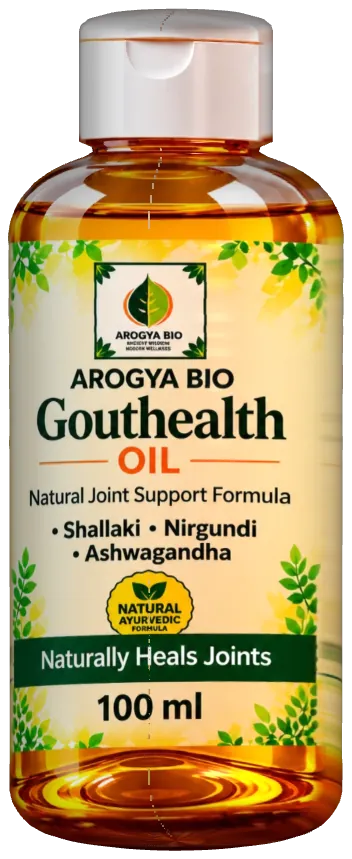 AROGYA BIO
ANCIENT WISDOM
MODERN WELLNESS
AROGYA BIO
Gouthealth
OIL
Natural Joint Support Formula
• Shallaki • Nirgundi
• Ashwagandha
NATURAL
AYURVEDIC
FORMULA
Naturally Heals Joints
100 ml